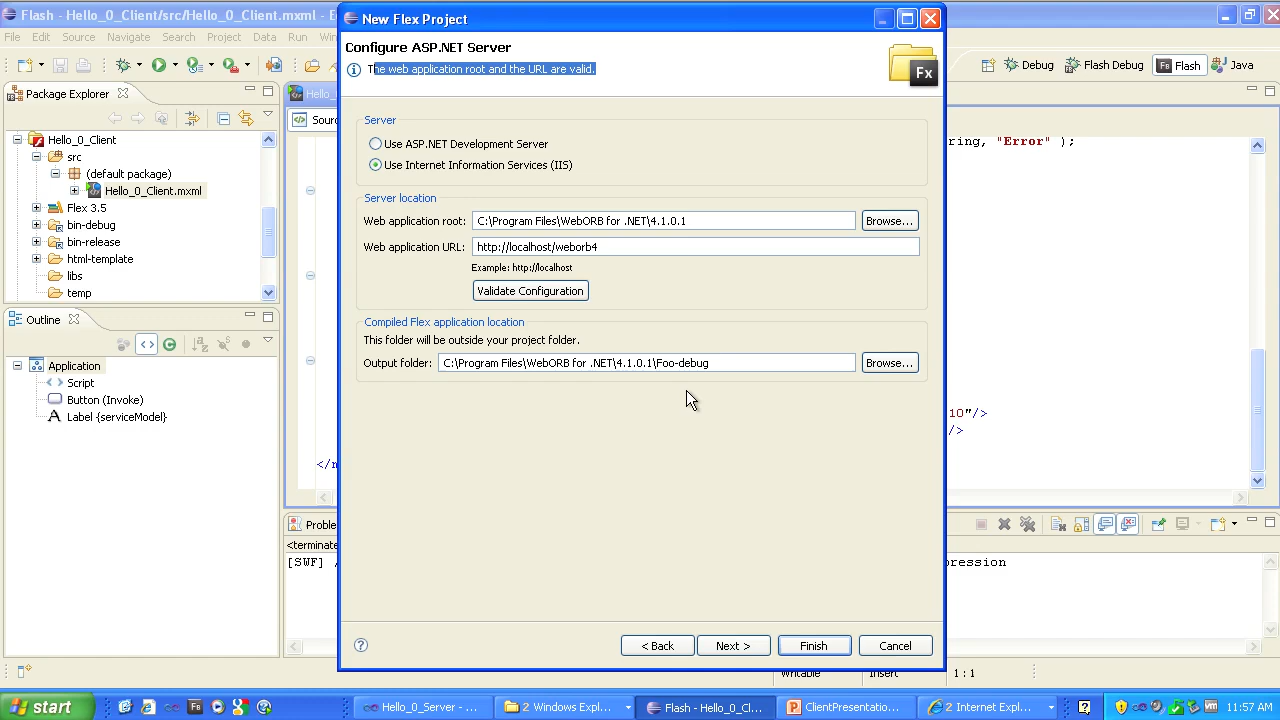 Flash - Hello_0_Client/src/Hello_0_Client.mxml - E
New Flex Project
File Edit Source Navigate Data Run
Configure ASP.NET Server
The web application root and the URL are valid.
Fx
Debug Flash Debug Flash Java
Package Explorer
Hello_
Sourc
Hello_0_Client
src
(default package)
Hello_0_Client.mxml
Flex 3.5
bin-debug
bin-release
html-template
libs
temp
Outline
Application
Script
Button (Invoke)
Label {serviceModel}
Server
Use ASP.NET Development Server
Use Internet Information Services (IIS)
Server location
Web application root: C:\Program Files\WebORB for .NET\4.1.0.1 Browse...
Web application URL: http://localhost/weborb4
Example: http://localhost
Validate Configuration
Compiled Flex application location
This folder will be outside your project folder.
Output folder: C:\Program Files\WebORB for .NET\4.1.0.1\Foo-debug Browse...
ring, "Error" );
10"/>
/>
</
Proble
<terminate
[SWF]
pression
< Back Next > Finish Cancel
Writable Insert 1 : 1
start Hello_0_Server - ... 2 Windows Expl... Flash - Hello_0_Cl... ClientPresentatio... 2 Internet Expl... 11:57 AM